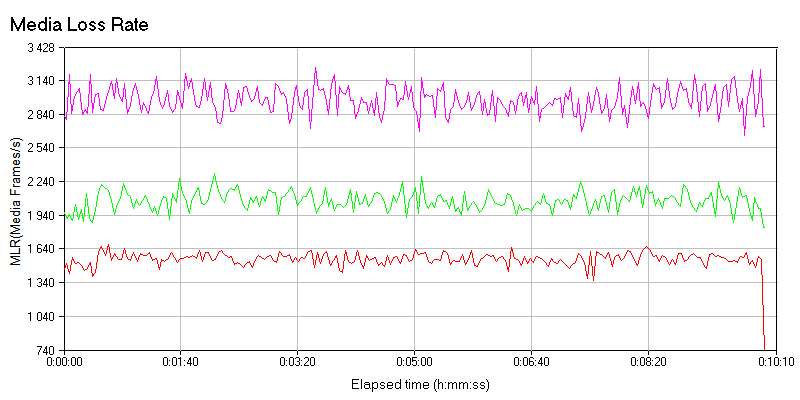 Media Loss Rate
3 428
3 140
2 840
2 540
2 240
1 940
1 640
1 340
1 040
740
MLR(Media Frames/s)
0:00:00 0:01:40 0:03:20 0:05:00 0:06:40 0:08:20 0:10:10
Elapsed time (h:mm:ss)